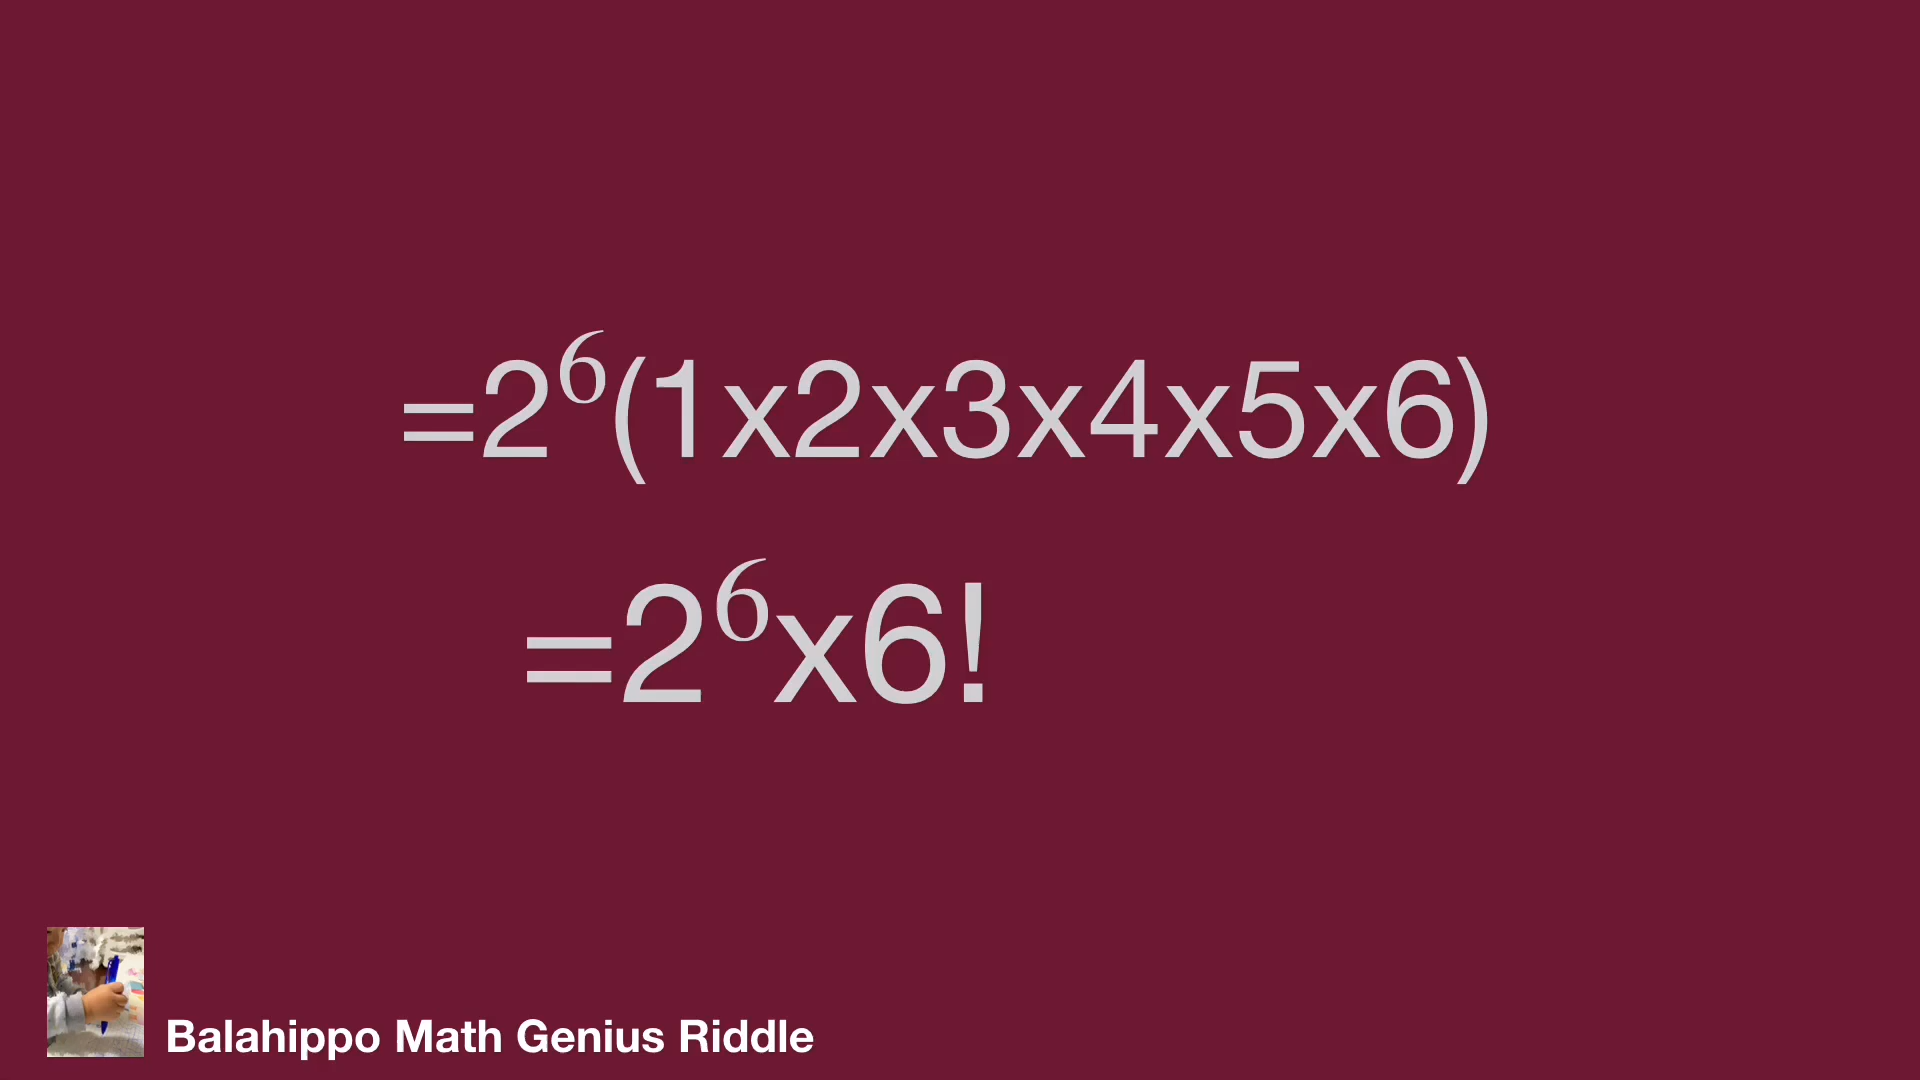 =2⁶(1x2x3x4x5x6)
=2⁶x6!
Balahippo Math Genius Riddle